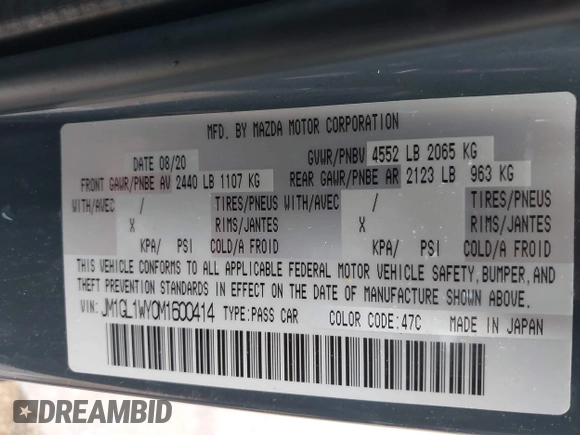 MFD. BY MAZDA MOTOR CORPORATION
DATE 08/20 GVWR/PNBV 4552 LB 2065 KG
FRONT GAWR/PNBE AV 2440 LB 1107 KG REAR GAWR/PNBE AR 2123 LB 963 KG
WITH/AVEC / TIRES/PNEUS WITH/AVEC / TIRES/PNEUS
X RIMS/JANTES X RIMS/JANTES
KPA/ PSI COLD/A FROID KPA/ PSI COLD/A FROID
THIS VEHICLE CONFORMS TO ALL APPLICABLE FEDERAL MOTOR VEHICLE SAFETY, BUMPER, AND
THEFT PREVENTION STANDARDS IN EFFECT ON THE DATE OF MANUFACTURE SHOWN ABOVE.
VIN: JM1GL1WY0M1600414 TYPE:PASS CAR COLOR CODE:47C MADE IN JAPAN
DREAMBID